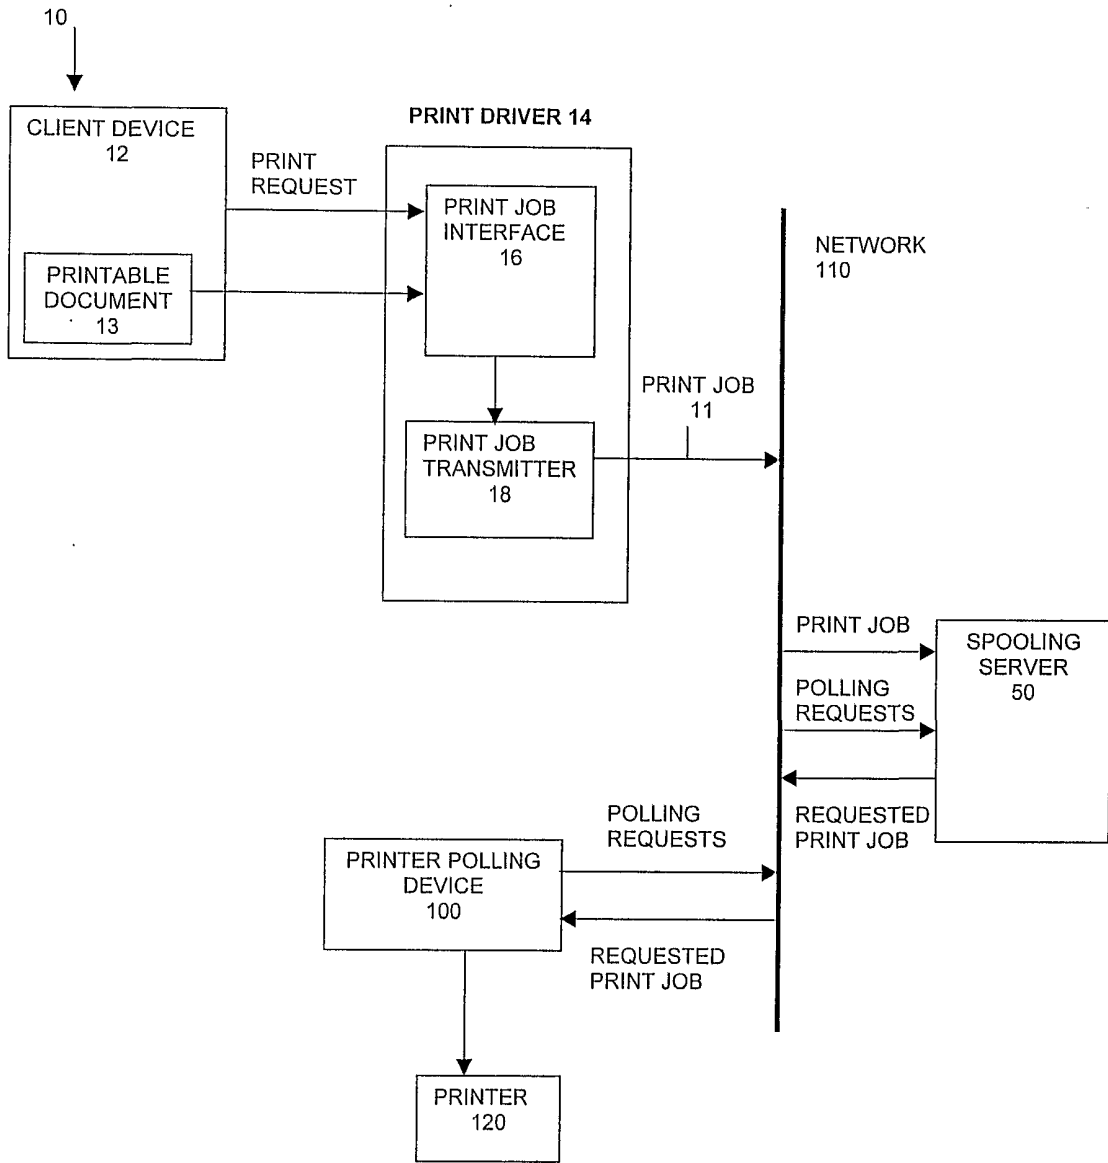 10
CLIENT DEVICE
12
PRINTABLE
DOCUMENT
13
PRINT
REQUEST
PRINT DRIVER 14
PRINT JOB
INTERFACE
16
PRINT JOB
TRANSMITTER
18
PRINT JOB
11
NETWORK
110
PRINT JOB
POLLING
REQUESTS
REQUESTED
PRINT JOB
SPOOLING
SERVER
50
POLLING
REQUESTS
PRINTER POLLING
DEVICE
100
REQUESTED
PRINT JOB
PRINTER
120